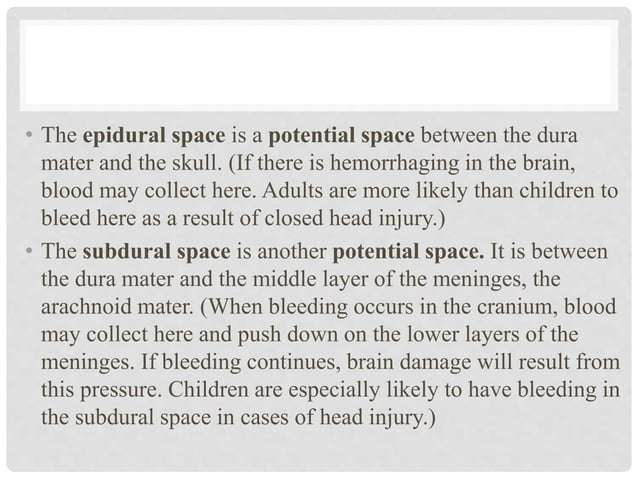 • The epidural space is a potential space between the dura
mater and the skull. (If there is hemorrhaging in the brain,
blood may collect here. Adults are more likely than children to
bleed here as a result of closed head injury.)
• The subdural space is another potential space. It is between
the dura mater and the middle layer of the meninges, the
arachnoid mater. (When bleeding occurs in the cranium, blood
may collect here and push down on the lower layers of the
meninges. If bleeding continues, brain damage will result from
this pressure. Children are especially likely to have bleeding in
the subdural space in cases of head injury.)